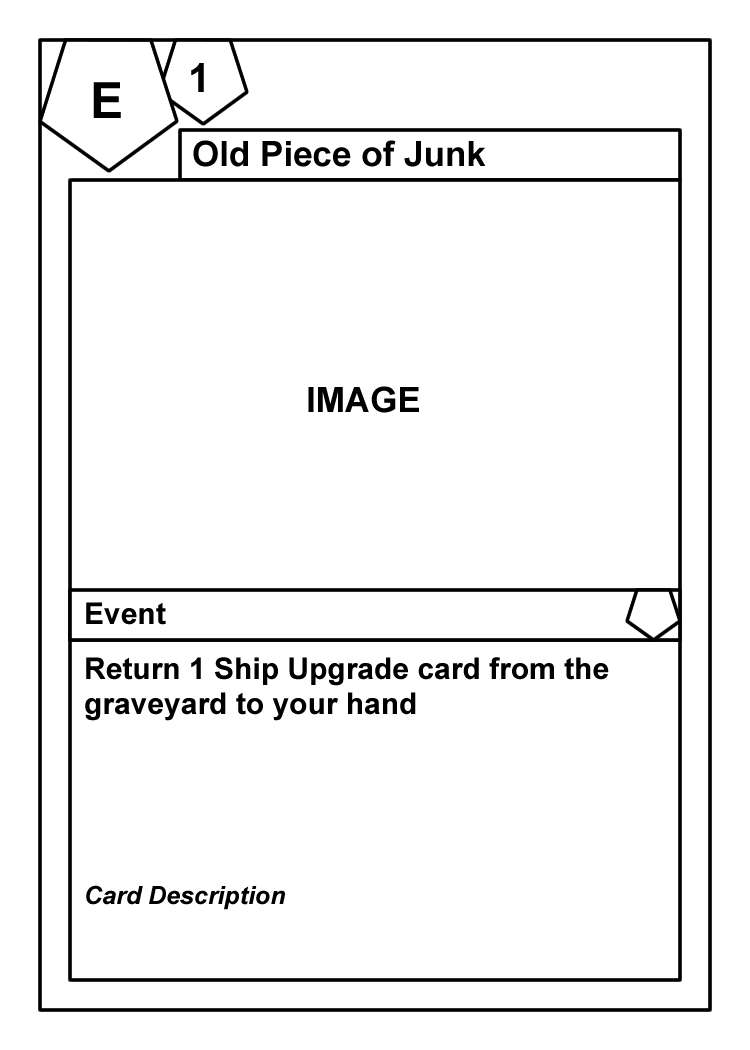 E
1
Old Piece of Junk
IMAGE
Event
Return 1 Ship Upgrade card from the
graveyard to your hand
Card Description